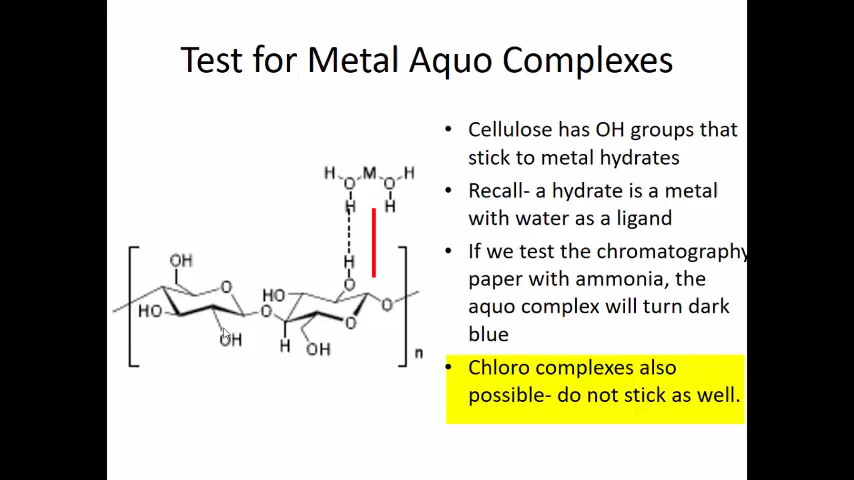 Test for Metal Aquo Complexes
• Cellulose has OH groups that
stick to metal hydrates
• Recall- a hydrate is a metal
with water as a ligand
• If we test the chromatography
paper with ammonia, the
aquo complex will turn dark
blue
• Chloro complexes also
possible- do not stick as well.
H O M O H
H H
H
O
OH
O
HO
OH
O
HO
H
OH
O
O
n